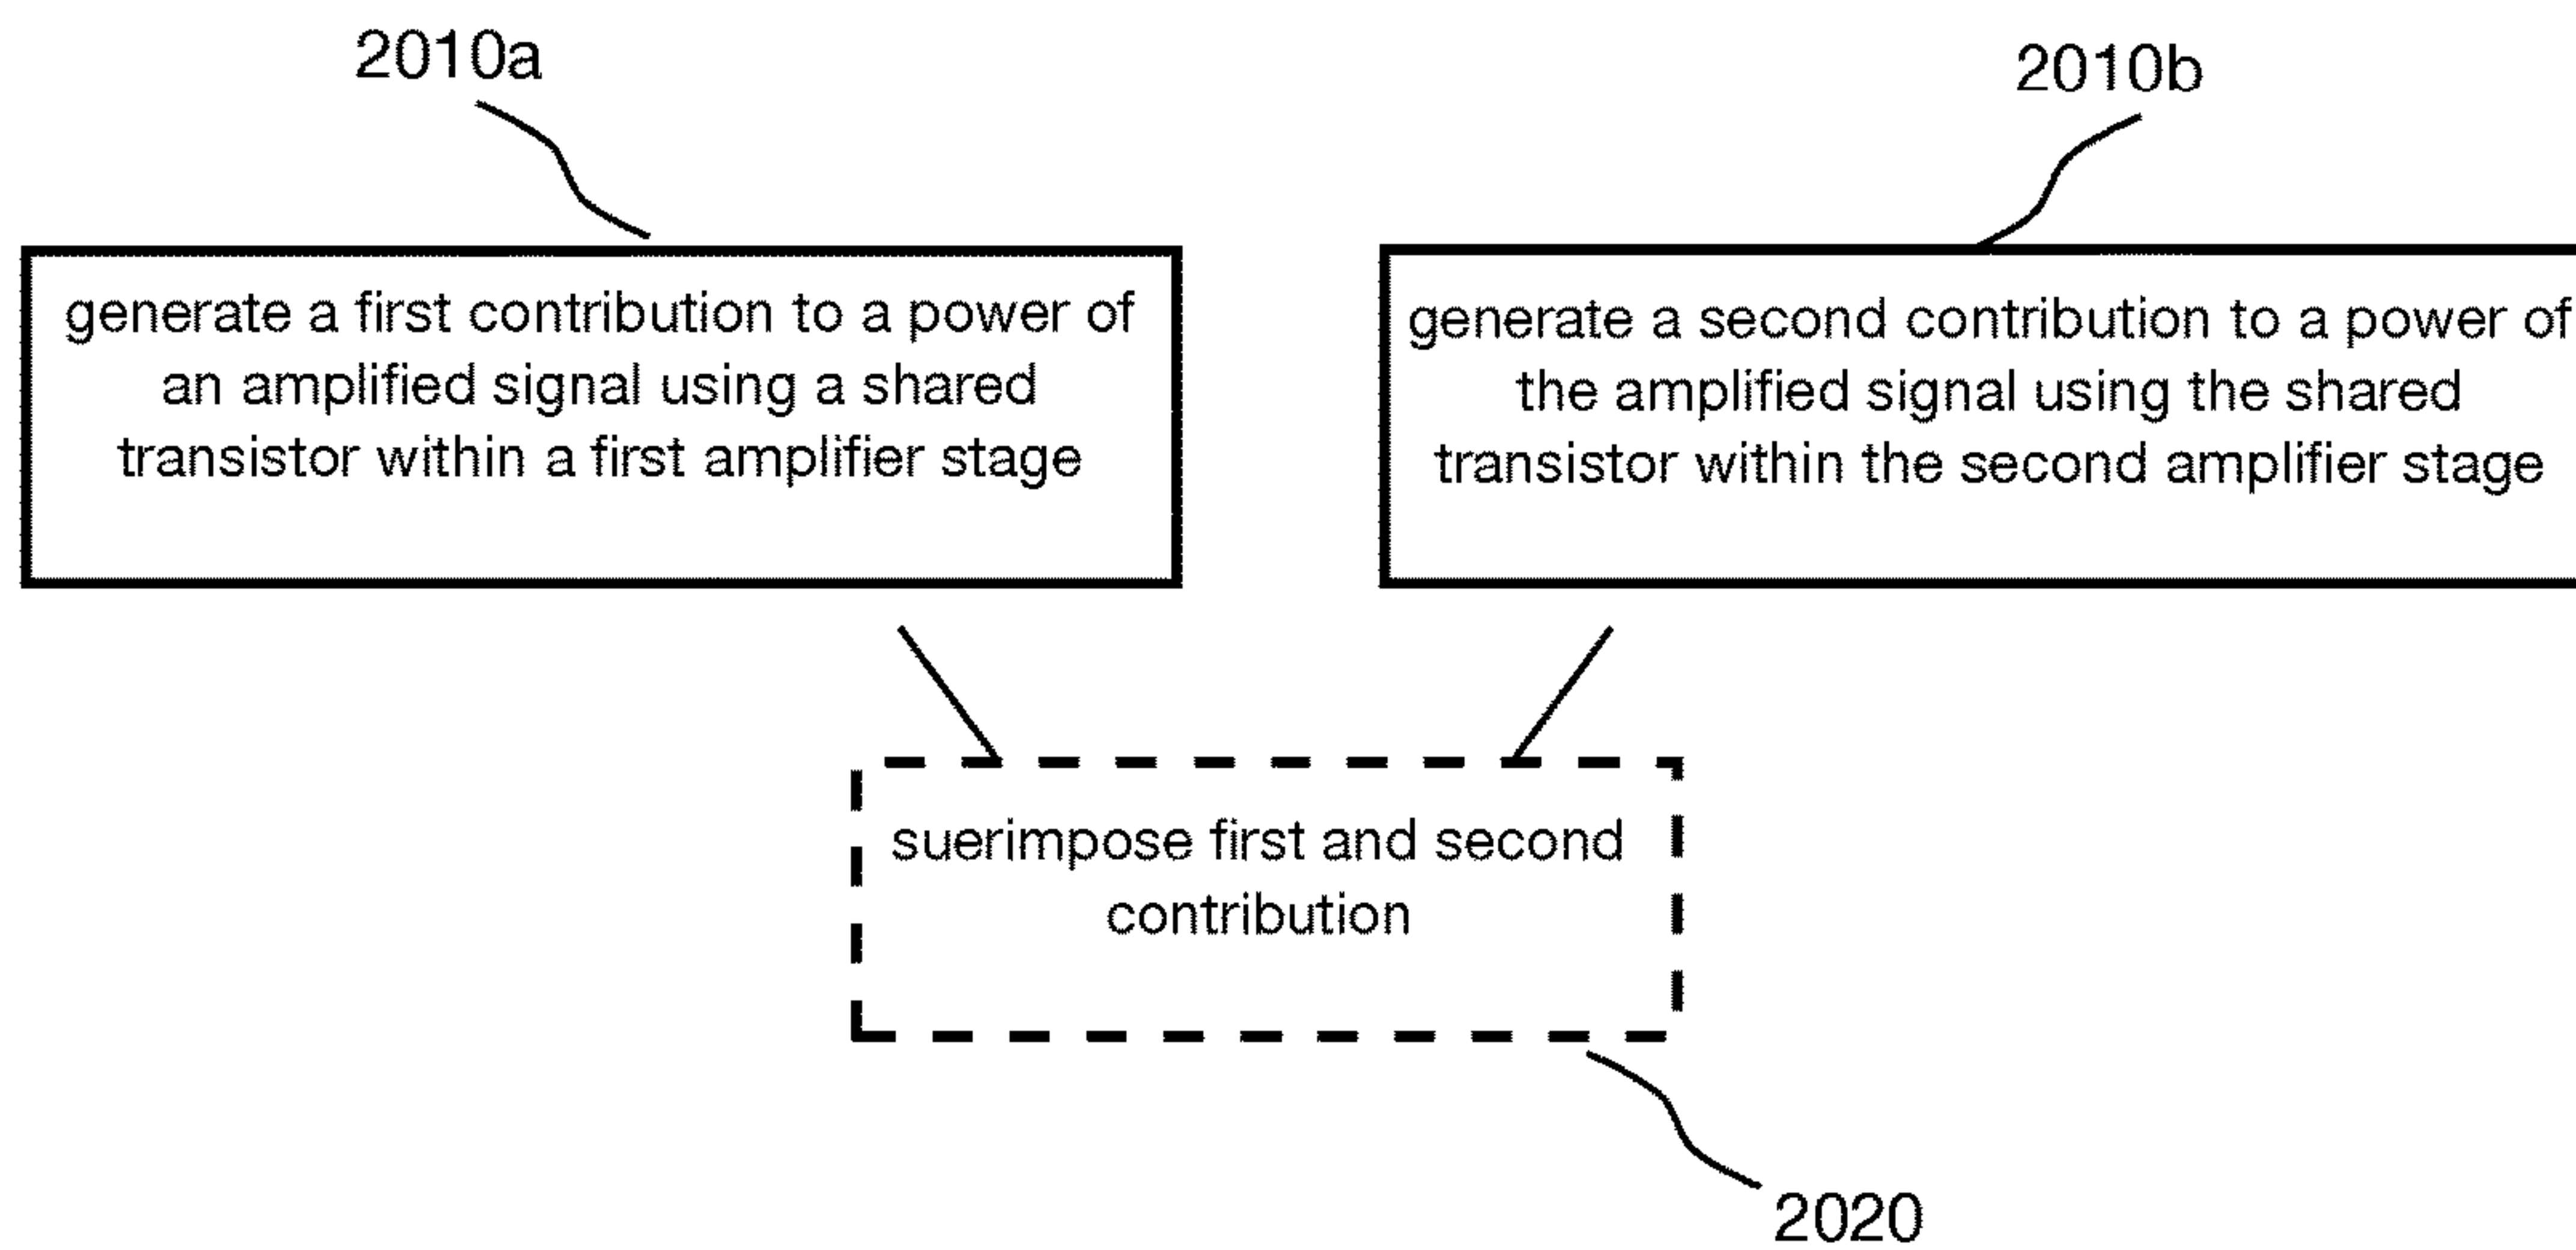 2010a
2010b
generate a first contribution to a power of
an amplified signal using a shared
transistor within a first amplifier stage
generate a second contribution to a power of
the amplified signal using the shared
transistor within the second amplifier stage
suerimpose first and second
contribution
2020